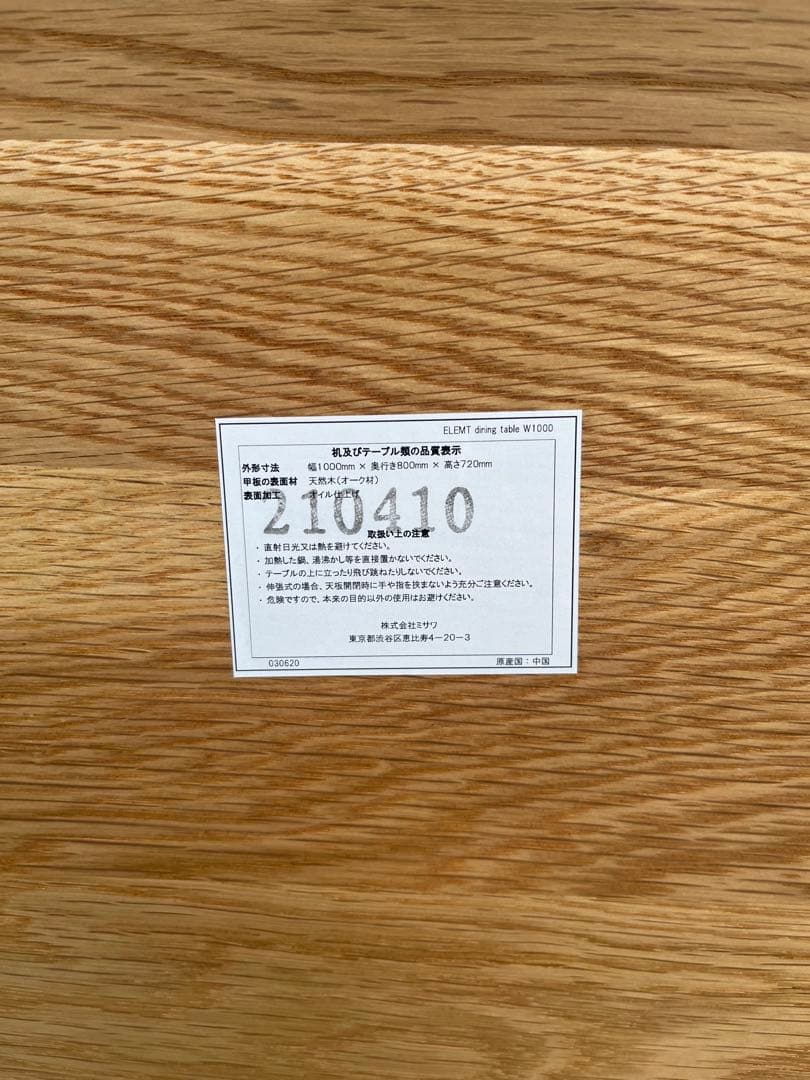 ELEMT dining table W1000
机及びテーブル類の品質表示
外形寸法 幅1000mm × 奥行き800mm × 高さ720mm
甲板の表面材 天然木(オーク材)
表面加工 オイル仕上げ
210410
取扱い上の注意
・直射日光又は熱を避けてください。
・加熱した鍋、湯沸かし等を直接置かないでください。
・テーブルの上に立ったり飛び跳ねたりしないでください。
・伸張式の場合、天板開閉時に手や指を挟まないよう充分ご注意ください。
・危険ですので、本来の目的以外の使用はお避けください。
株式会社ミサワ
東京都渋谷区恵比寿4-20-3
030620 原産国:中国